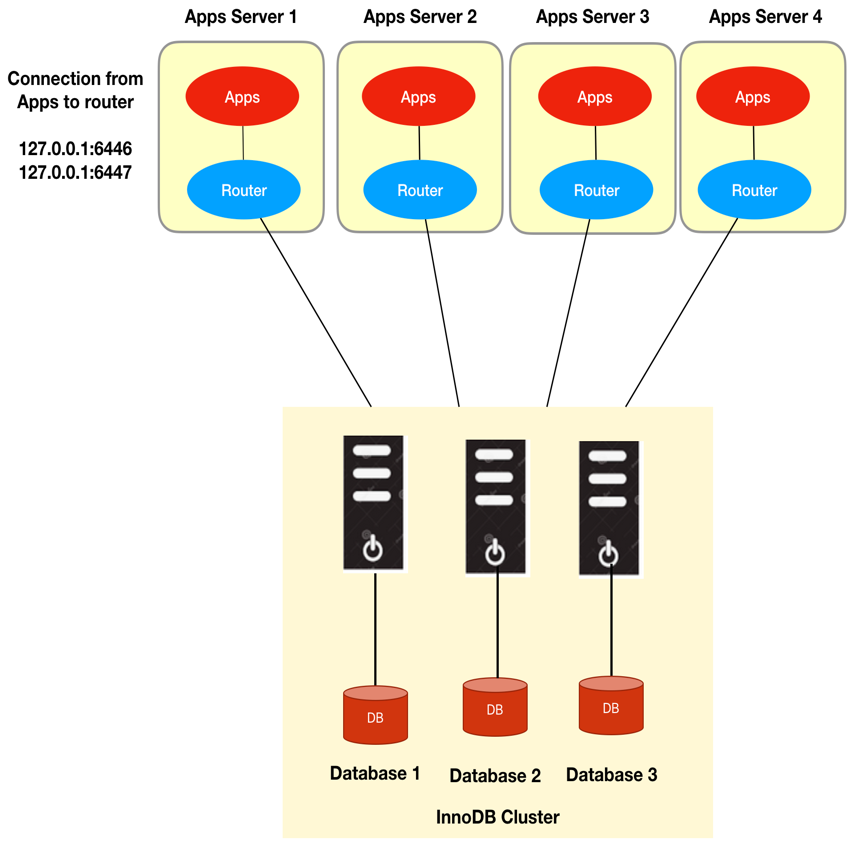 Apps Server 1
Apps Server 2
Apps Server 3
Apps Server 4
Connection from
Apps to router
127.0.0.1:6446
127.0.0.1:6447
Apps
Apps
Apps
Apps
Router
Router
Router
Router
DB
DB
DB
Database 1
Database 2
Database 3
InnoDB Cluster